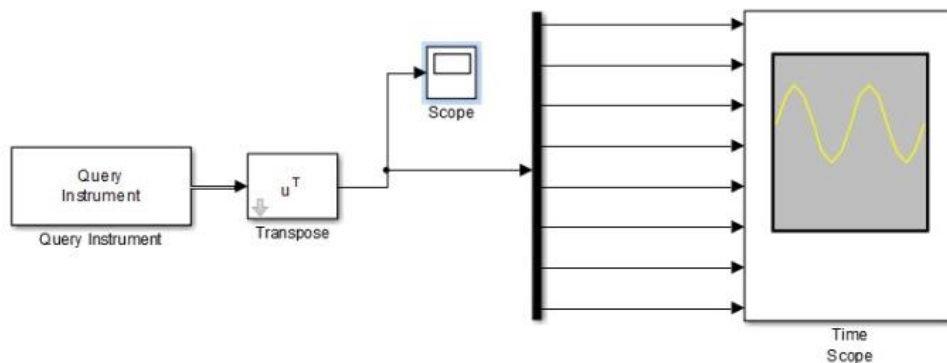 Scope
Query
Instrument
Query Instrument
u^T
Transpose
Time
Scope